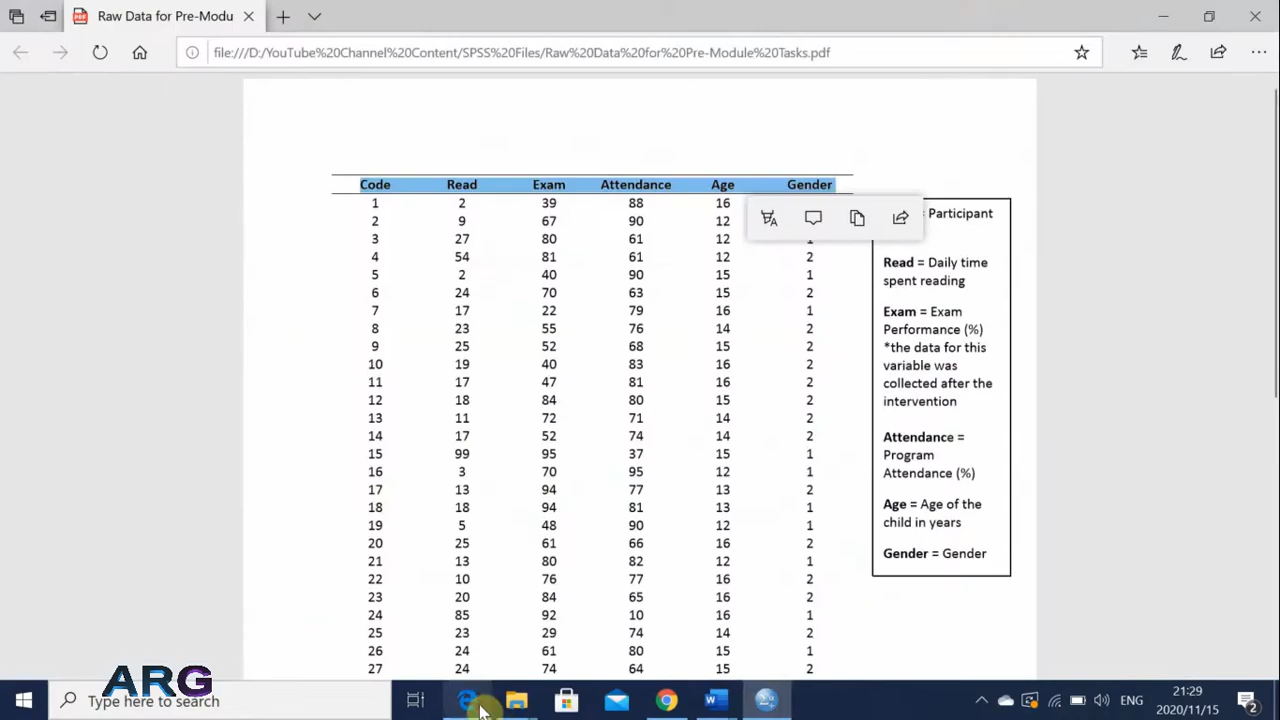 Raw Data for Pre-Modu
file:///D:/YouTube%20Channel%20Content/SPSS%20Files/Raw%20Data%20for%20Pre-Module%20Tasks.pdf
Code Read Exam Attendance Age Gender
1 2 39 88 16
2 9 67 90 12
3 27 80 61 12
4 54 81 61 12 2
5 2 40 90 15 1
6 24 70 63 15 2
7 17 22 79 16 1
8 23 55 76 14 2
9 25 52 68 15 2
10 19 40 83 16 2
11 17 47 81 16 2
12 18 84 80 15 2
13 11 72 71 14 2
14 17 52 74 14 2
15 99 95 37 15 1
16 3 70 95 12 1
17 13 94 77 13 2
18 18 94 81 13 1
19 5 48 90 12 1
20 25 61 66 16 2
21 13 80 82 12 1
22 10 76 77 16 2
23 20 84 65 16 2
24 85 92 10 16 1
25 23 29 74 14 2
26 24 61 80 15 1
27 24 74 64 15 2
Participant
Read = Daily time
spent reading
Exam = Exam
Performance (%)
*the data for this
variable was
collected after the
intervention
Attendance =
Program
Attendance (%)
Age = Age of the
child in years
Gender = Gender
ARG
Type here to search
ENG
21:29
2020/11/15
2